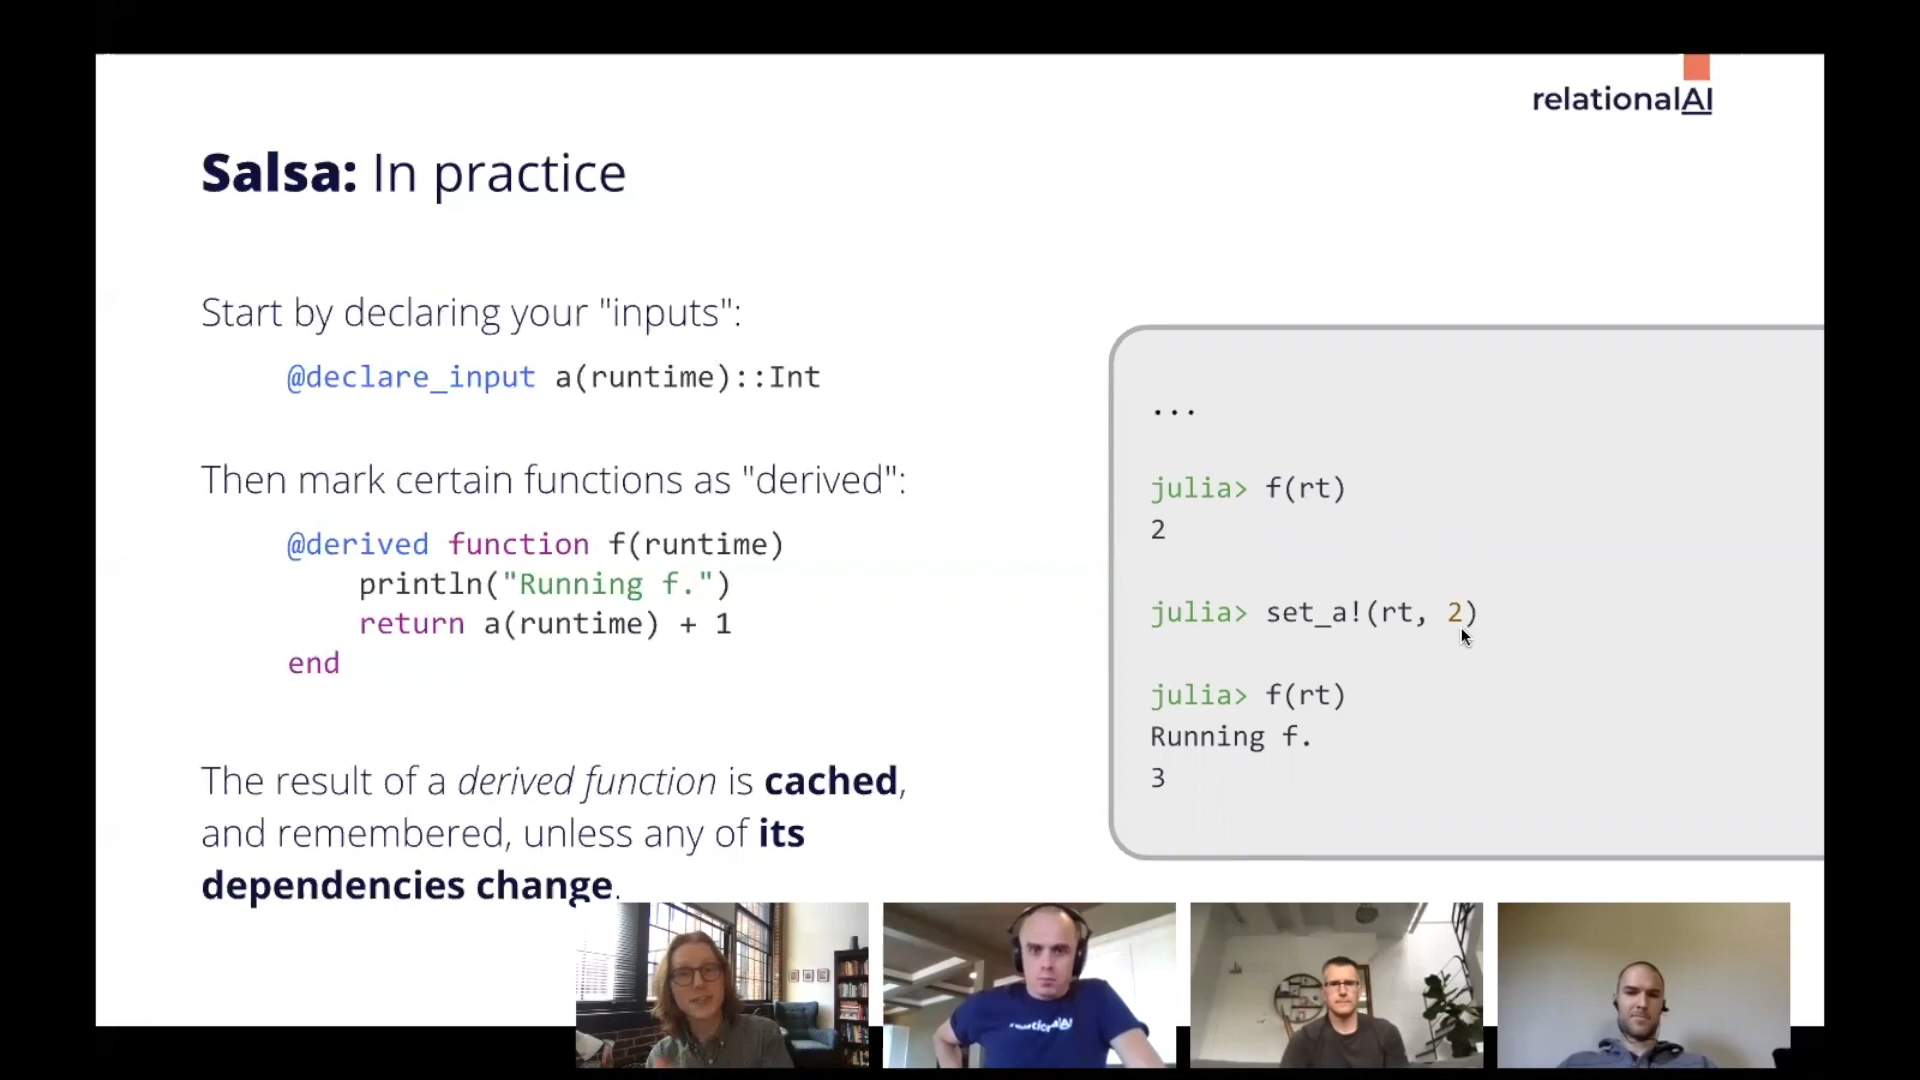 relationalAI
Salsa: In practice
Start by declaring your "inputs":
@declare_input a(runtime)::Int
Then mark certain functions as "derived":
@derived function f(runtime)
println("Running f.")
return a(runtime) + 1
end
The result of a derived function is cached,
and remembered, unless any of its
dependencies change.
...
julia> f(rt)
2
julia> set_a!(rt, 2)
julia> f(rt)
Running f.
3
relationalAI